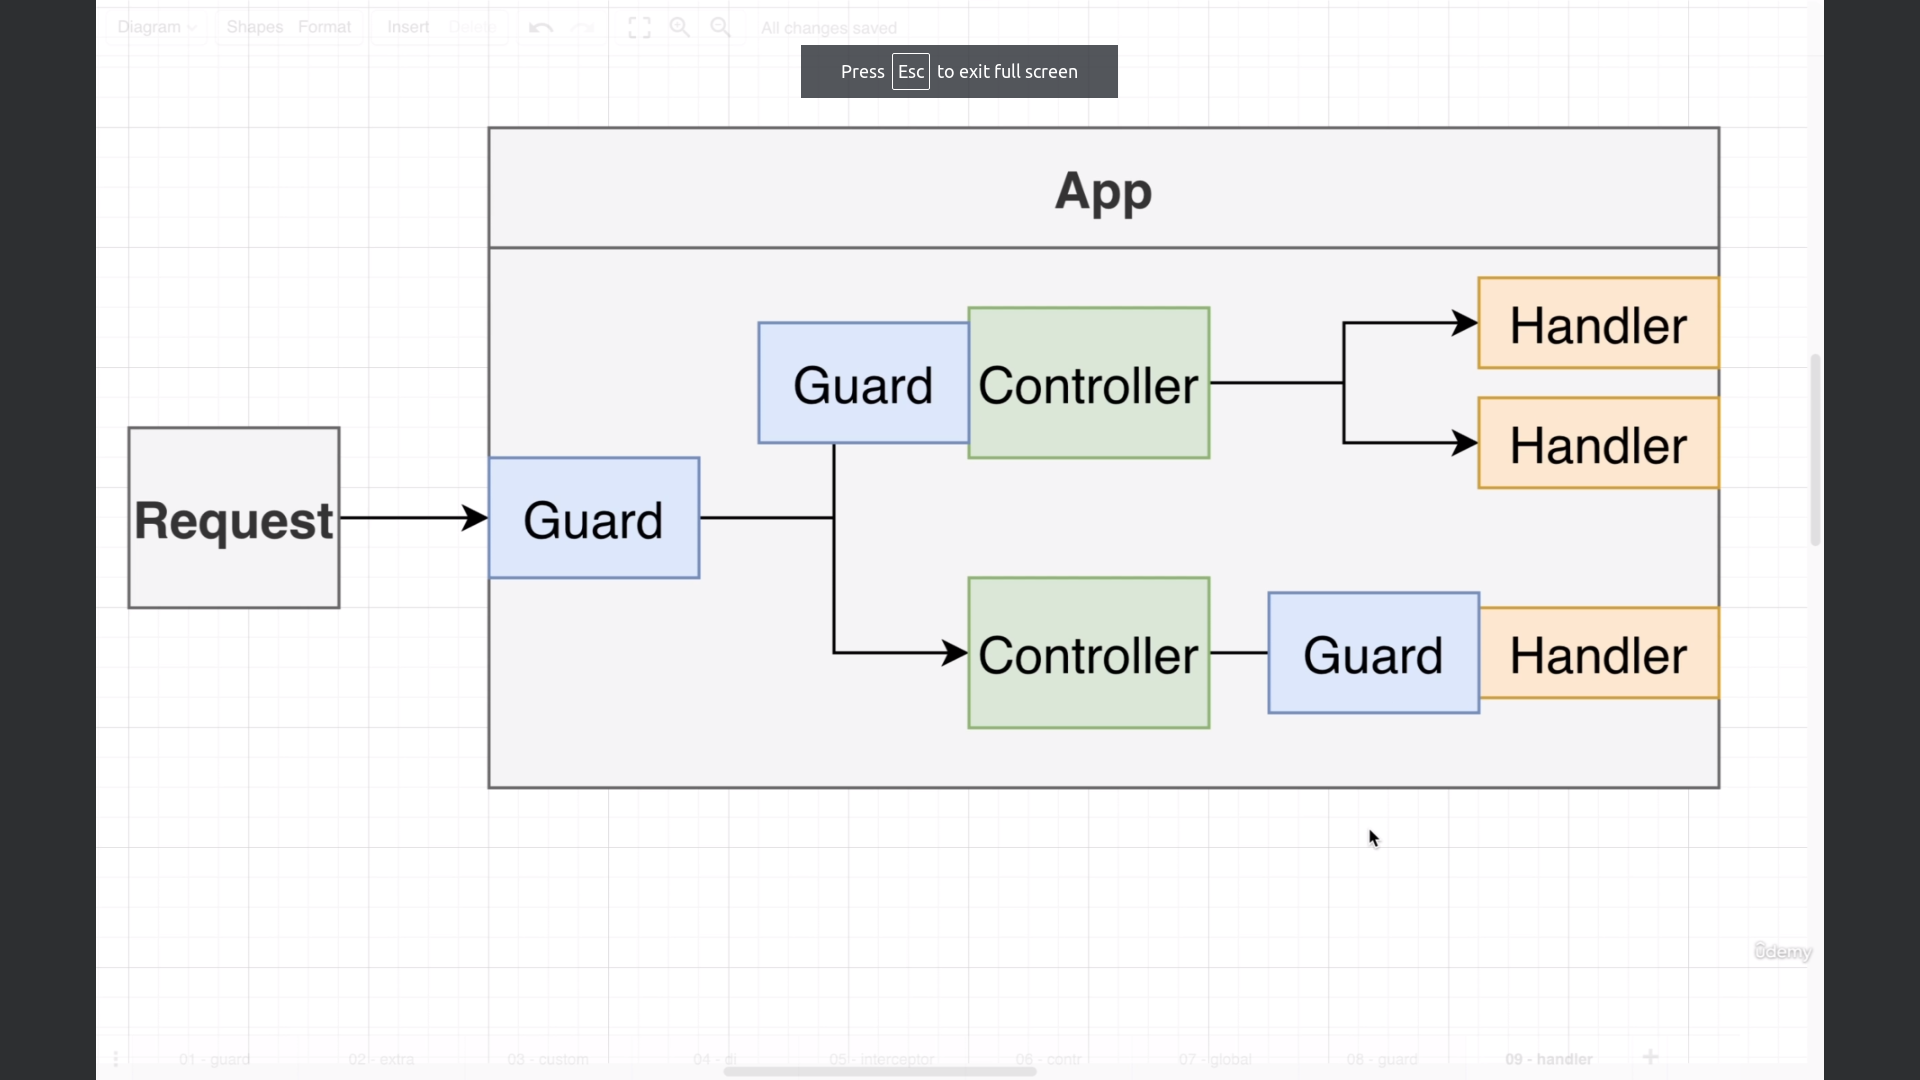 Diagram
Shapes
Format
Insert
Delete
All changes saved
Press Esc to exit full screen
App
Handler
Guard
Controller
Handler
Request
Guard
Controller
Guard
Handler
ûdemy
01 - guard
02 - extra
03 - custom
04 - di
05 - interceptor
06 - contr
07 - global
08 - guard
09 - handler